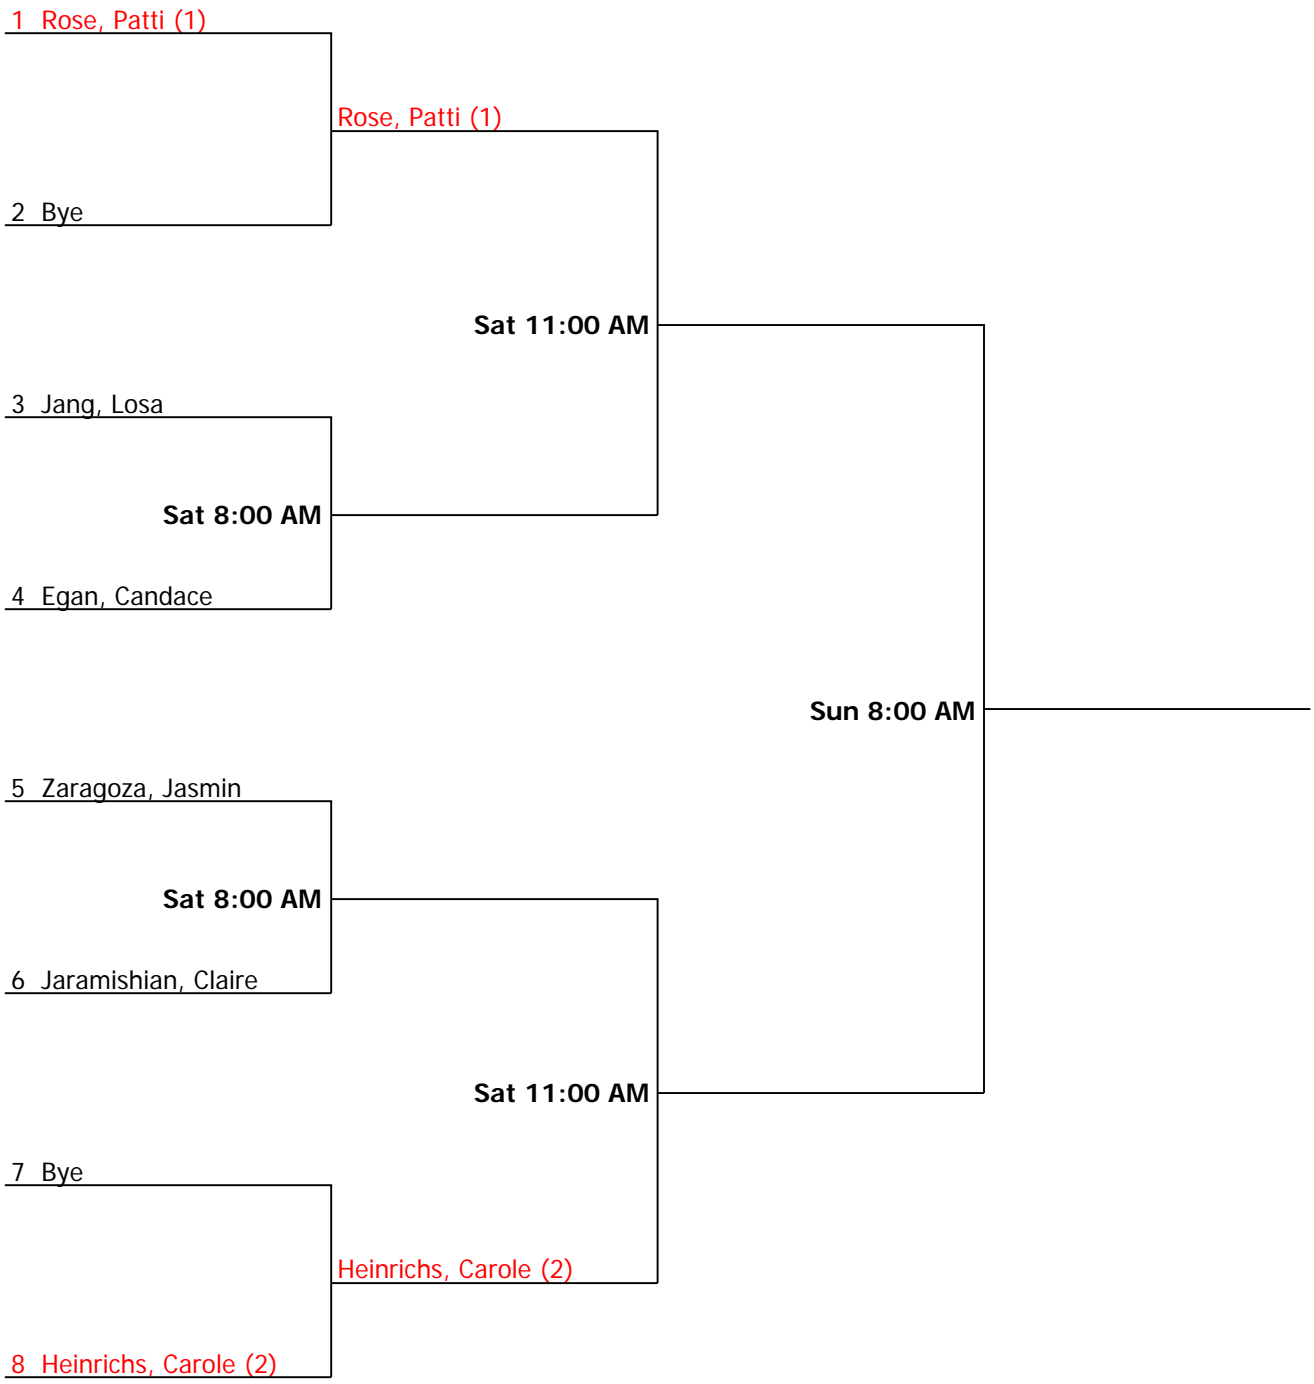 1 Rose, Patti (1)
Rose, Patti (1)
2 Bye
Sat 11:00 AM
3 Jang, Losa
Sat 8:00 AM
4 Egan, Candace
Sun 8:00 AM
5 Zaragoza, Jasmin
Sat 8:00 AM
6 Jaramishian, Claire
Sat 11:00 AM
7 Bye
Heinrichs, Carole (2)
8 Heinrichs, Carole (2)